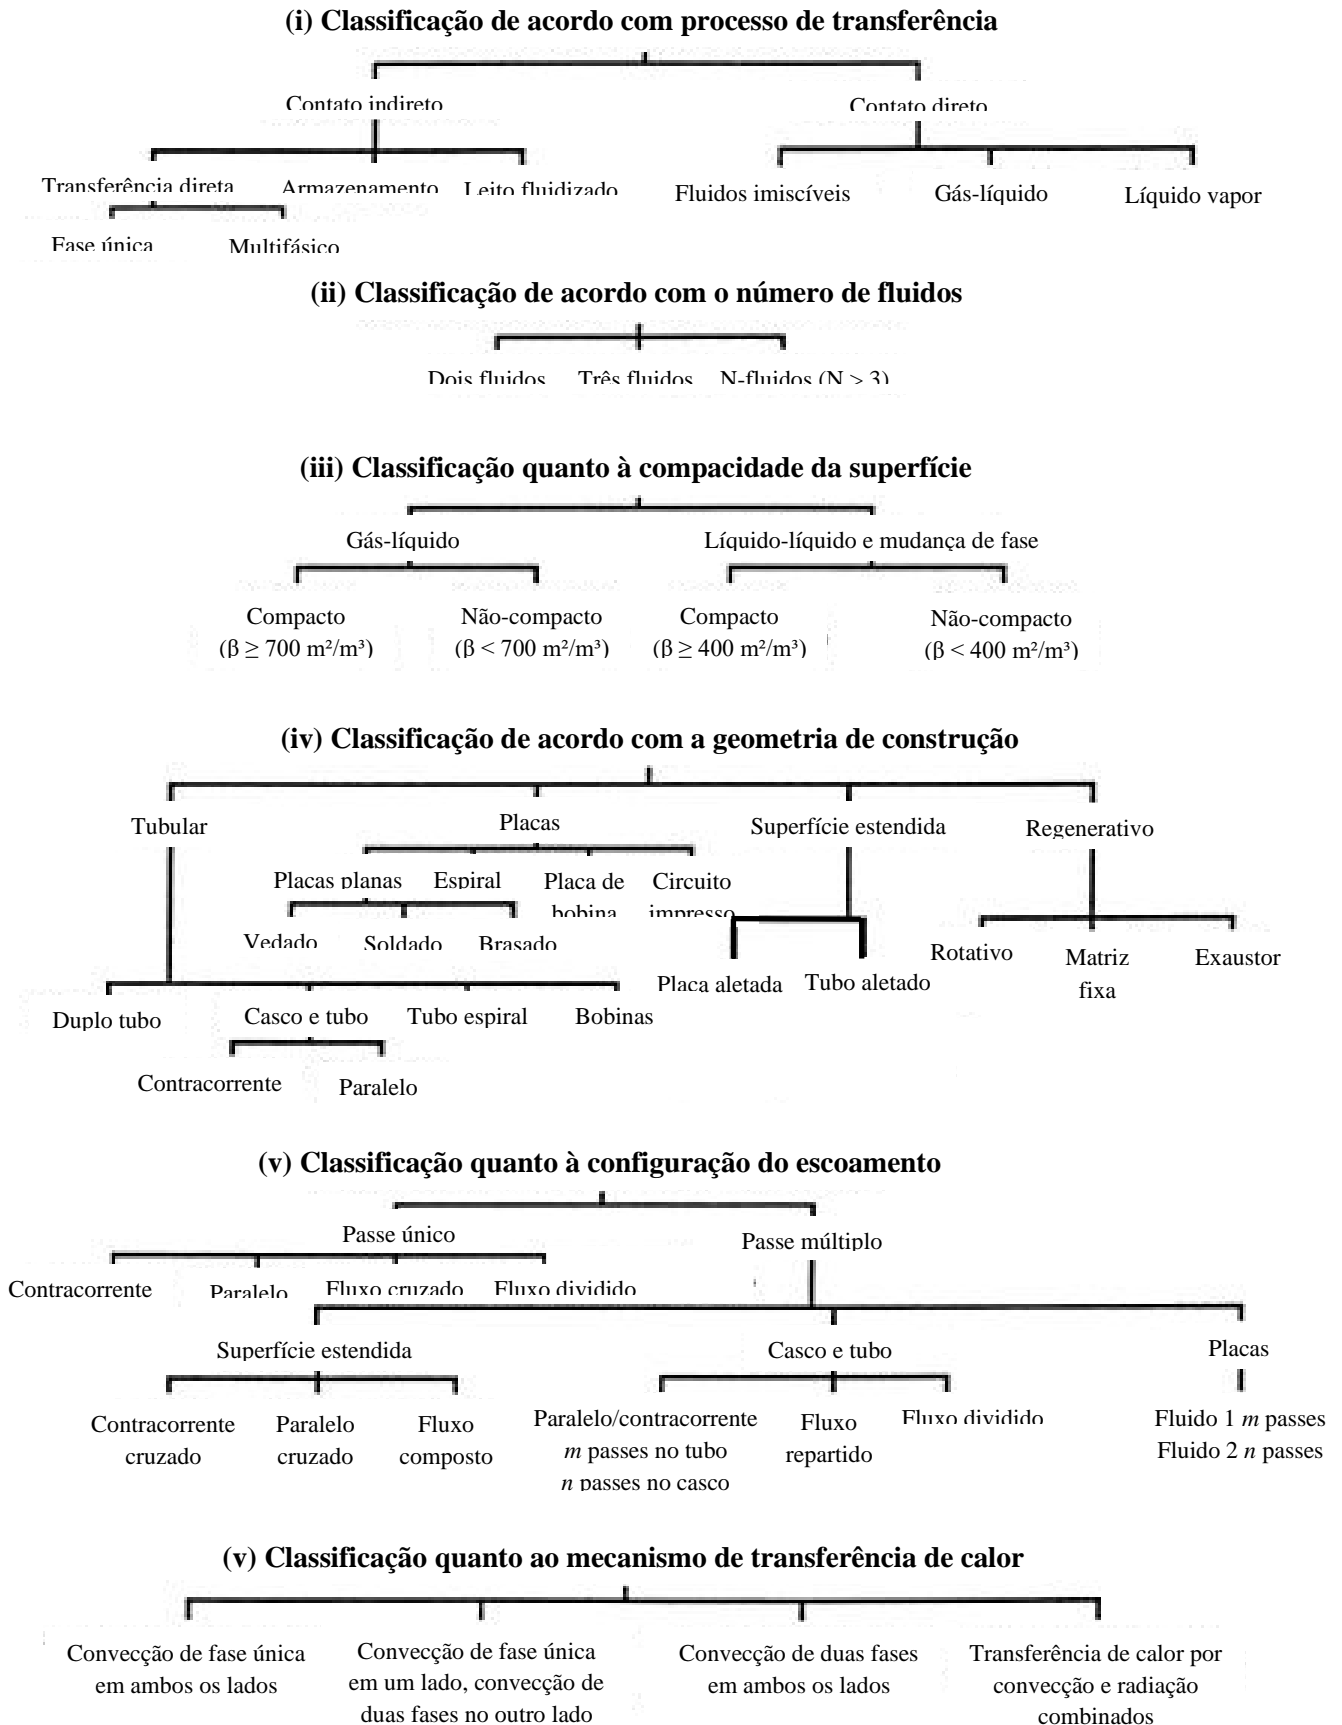 (i) Classificação de acordo com processo de transferência
Contato indireto
Contato direto
Transferência direta
Armazenamento
Leito fluidizado
Fluidos imiscíveis
Gás-líquido
Líquido vapor
Fase única
Multifásico
(ii) Classificação de acordo com o número de fluidos
Dois fluidos
Três fluidos
N-fluidos (N > 3)
(iii) Classificação quanto à compacidade da superfície
Gás-líquido
Líquido-líquido e mudança de fase
Compacto
(β ≥ 700 m²/m³)
Não-compacto
(β < 700 m²/m³)
Compacto
(β ≥ 400 m²/m³)
Não-compacto
(β < 400 m²/m³)
(iv) Classificação de acordo com a geometria de construção
Tubular
Placas
Superfície estendida
Regenerativo
Placas planas
Espiral
Placa de
bobina
Circuito
impresso
Vedado
Soldado
Brasado
Placa aletada
Tubo aletado
Rotativo
Matriz
fixa
Exaustor
Duplo tubo
Casco e tubo
Tubo espiral
Bobinas
Contracorrente
Paralelo
(v) Classificação quanto à configuração do escoamento
Passe único
Passe múltiplo
Contracorrente
Paralelo
Fluxo cruzado
Fluxo dividido
Superfície estendida
Casco e tubo
Placas
Contracorrente
cruzado
Paralelo
cruzado
Fluxo
composto
Paralelo/contracorrente
m passes no tubo
n passes no casco
Fluxo
repartido
Fluxo dividido
Fluido 1 m passes
Fluido 2 n passes
(v) Classificação quanto ao mecanismo de transferência de calor
Convecção de fase única
em ambos os lados
Convecção de fase única
em um lado, convecção de
duas fases no outro lado
Convecção de duas fases
em ambos os lados
Transferência de calor por
convecção e radiação
combinados